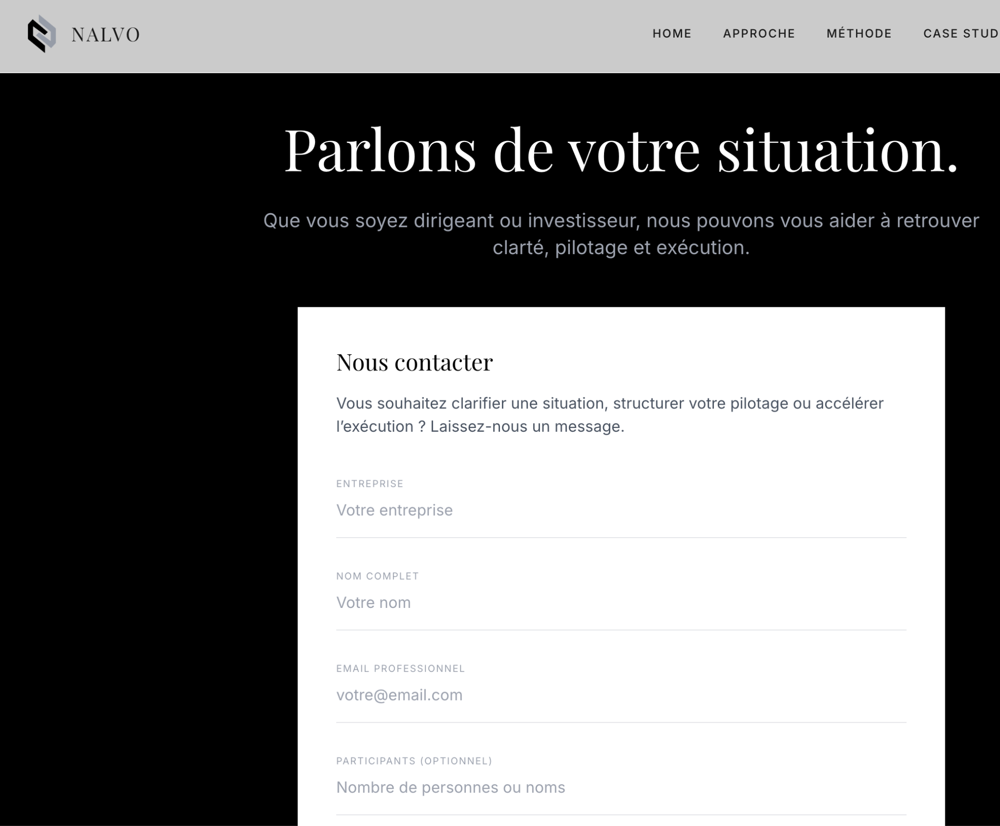 NALVO
HOME APPROCHE MÉTHODE CASE STUD
Parlons de votre situation.
Que vous soyez dirigeant ou investisseur, nous pouvons vous aider à retrouver
clarté, pilotage et exécution.
Nous contacter
Vous souhaitez clarifier une situation, structurer votre pilotage ou accélérer
l’exécution ? Laissez-nous un message.
ENTREPRISE
Votre entreprise
NOM COMPLET
Votre nom
EMAIL PROFESSIONNEL
votre@email.com
PARTICIPANTS (OPTIONNEL)
Nombre de personnes ou noms